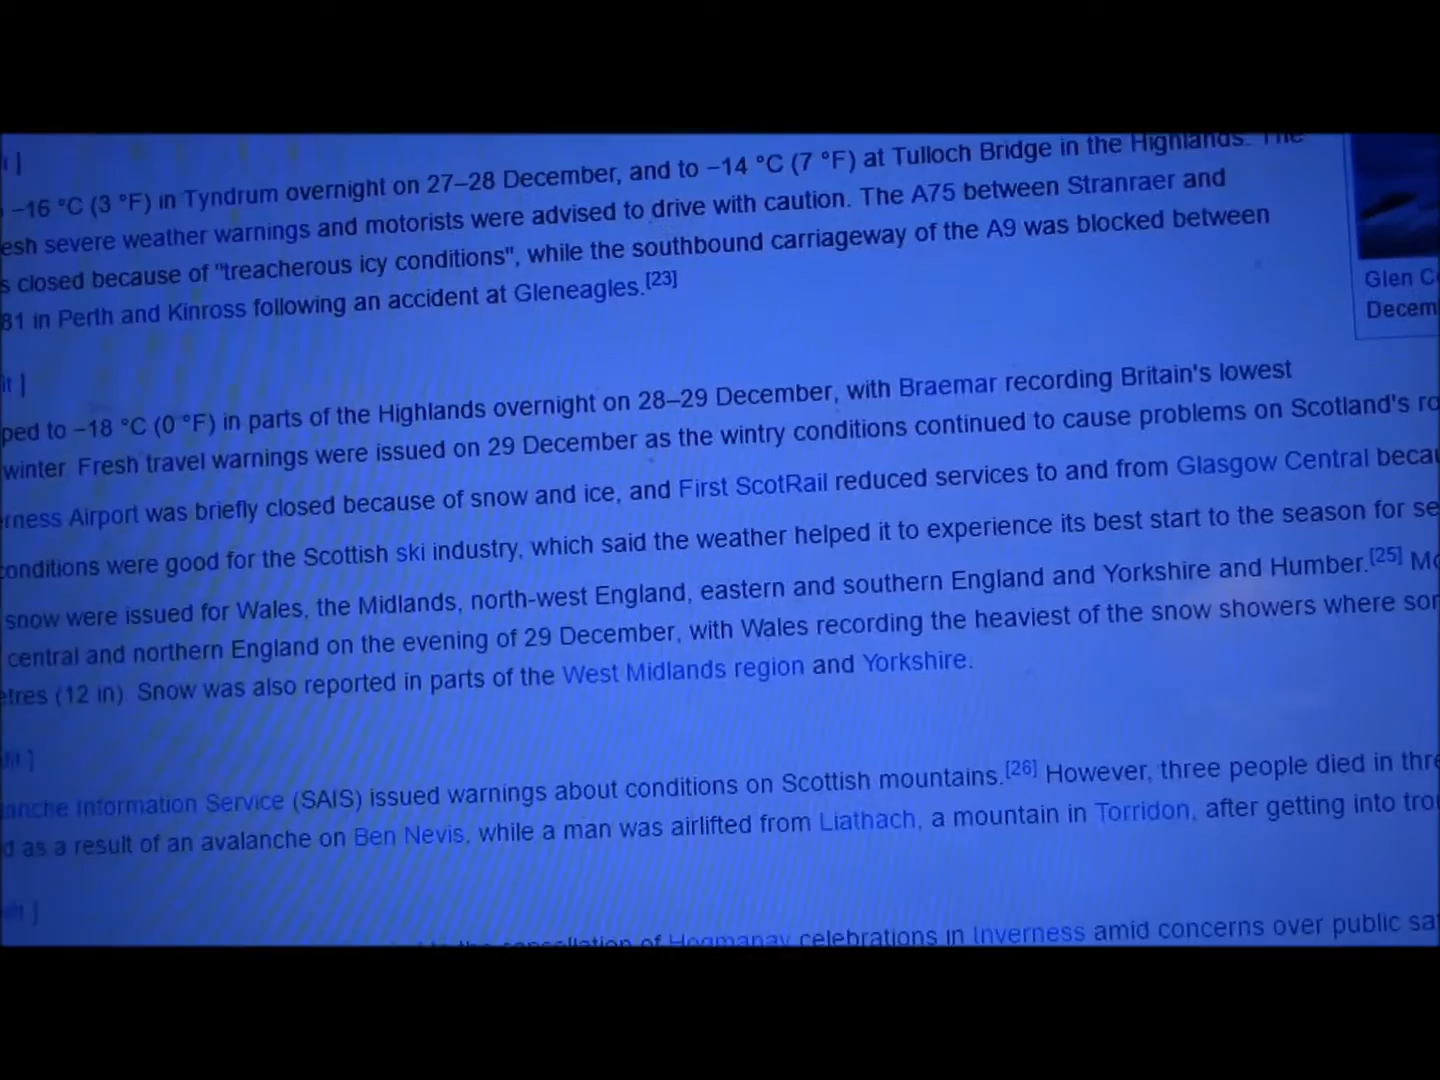 −16 °C (3 °F) in Tyndrum overnight on 27–28 December, and to −14 °C (7 °F) at Tulloch Bridge in the Highlands. The
esh severe weather warnings and motorists were advised to drive with caution. The A75 between Stranraer and
s closed because of "treacherous icy conditions", while the southbound carriageway of the A9 was blocked between
81 in Perth and Kinross following an accident at Gleneagles.[23]
Glen C
Decem
it ]
ped to −18 °C (0 °F) in parts of the Highlands overnight on 28–29 December, with Braemar recording Britain's lowest
winter. Fresh travel warnings were issued on 29 December as the wintry conditions continued to cause problems on Scotland's ro
rness Airport was briefly closed because of snow and ice, and First ScotRail reduced services to and from Glasgow Central becau
onditions were good for the Scottish ski industry, which said the weather helped it to experience its best start to the season for se
snow were issued for Wales, the Midlands, north-west England, eastern and southern England and Yorkshire and Humber.[25] Mo
central and northern England on the evening of 29 December, with Wales recording the heaviest of the snow showers where som
etres (12 in). Snow was also reported in parts of the West Midlands region and Yorkshire.
dit ]
anche Information Service (SAIS) issued warnings about conditions on Scottish mountains.[26] However, three people died in thre
d as a result of an avalanche on Ben Nevis, while a man was airlifted from Liathach, a mountain in Torridon, after getting into trou
edit ]
to the cancellation of Hogmanay celebrations in Inverness amid concerns over public saf